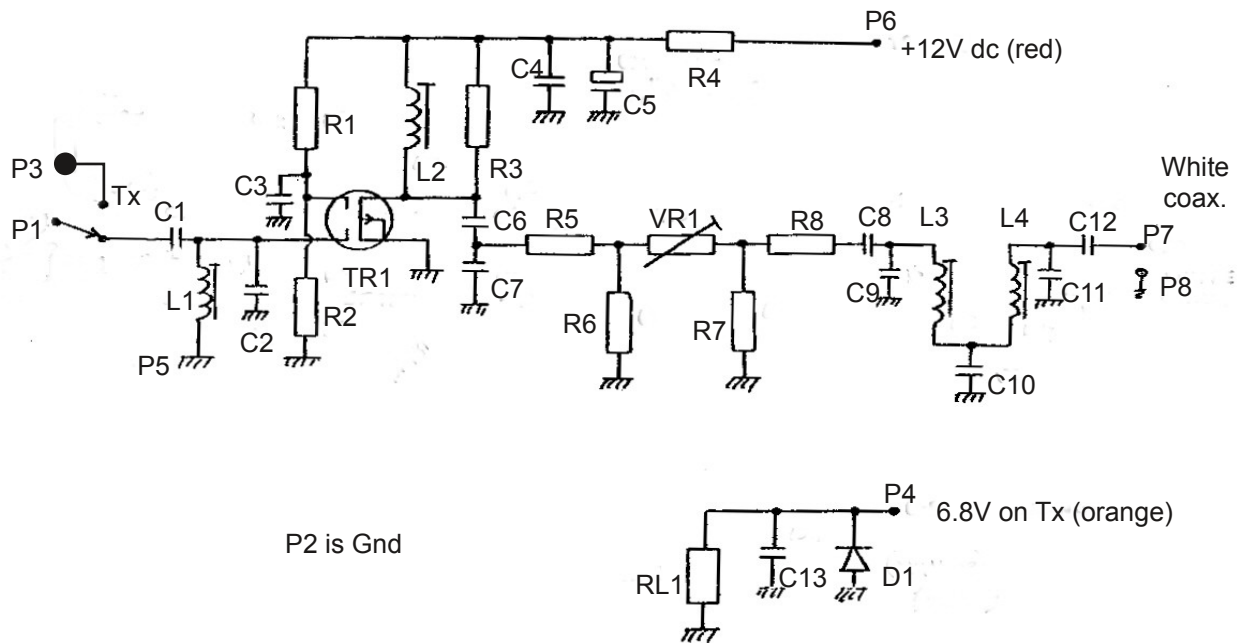 P6
+12V dc (red)
R4
C4
C5
R1
L2
R3
P3
Tx
C3
White
coax.
P1
C1
C6
R5
VR1
R8
C8
L3
L4
C12
P7
TR1
C7
L1
C2
R2
R6
R7
C9
C11
P8
P5
C10
P4
6.8V on Tx (orange)
P2 is Gnd
RL1
C13
D1